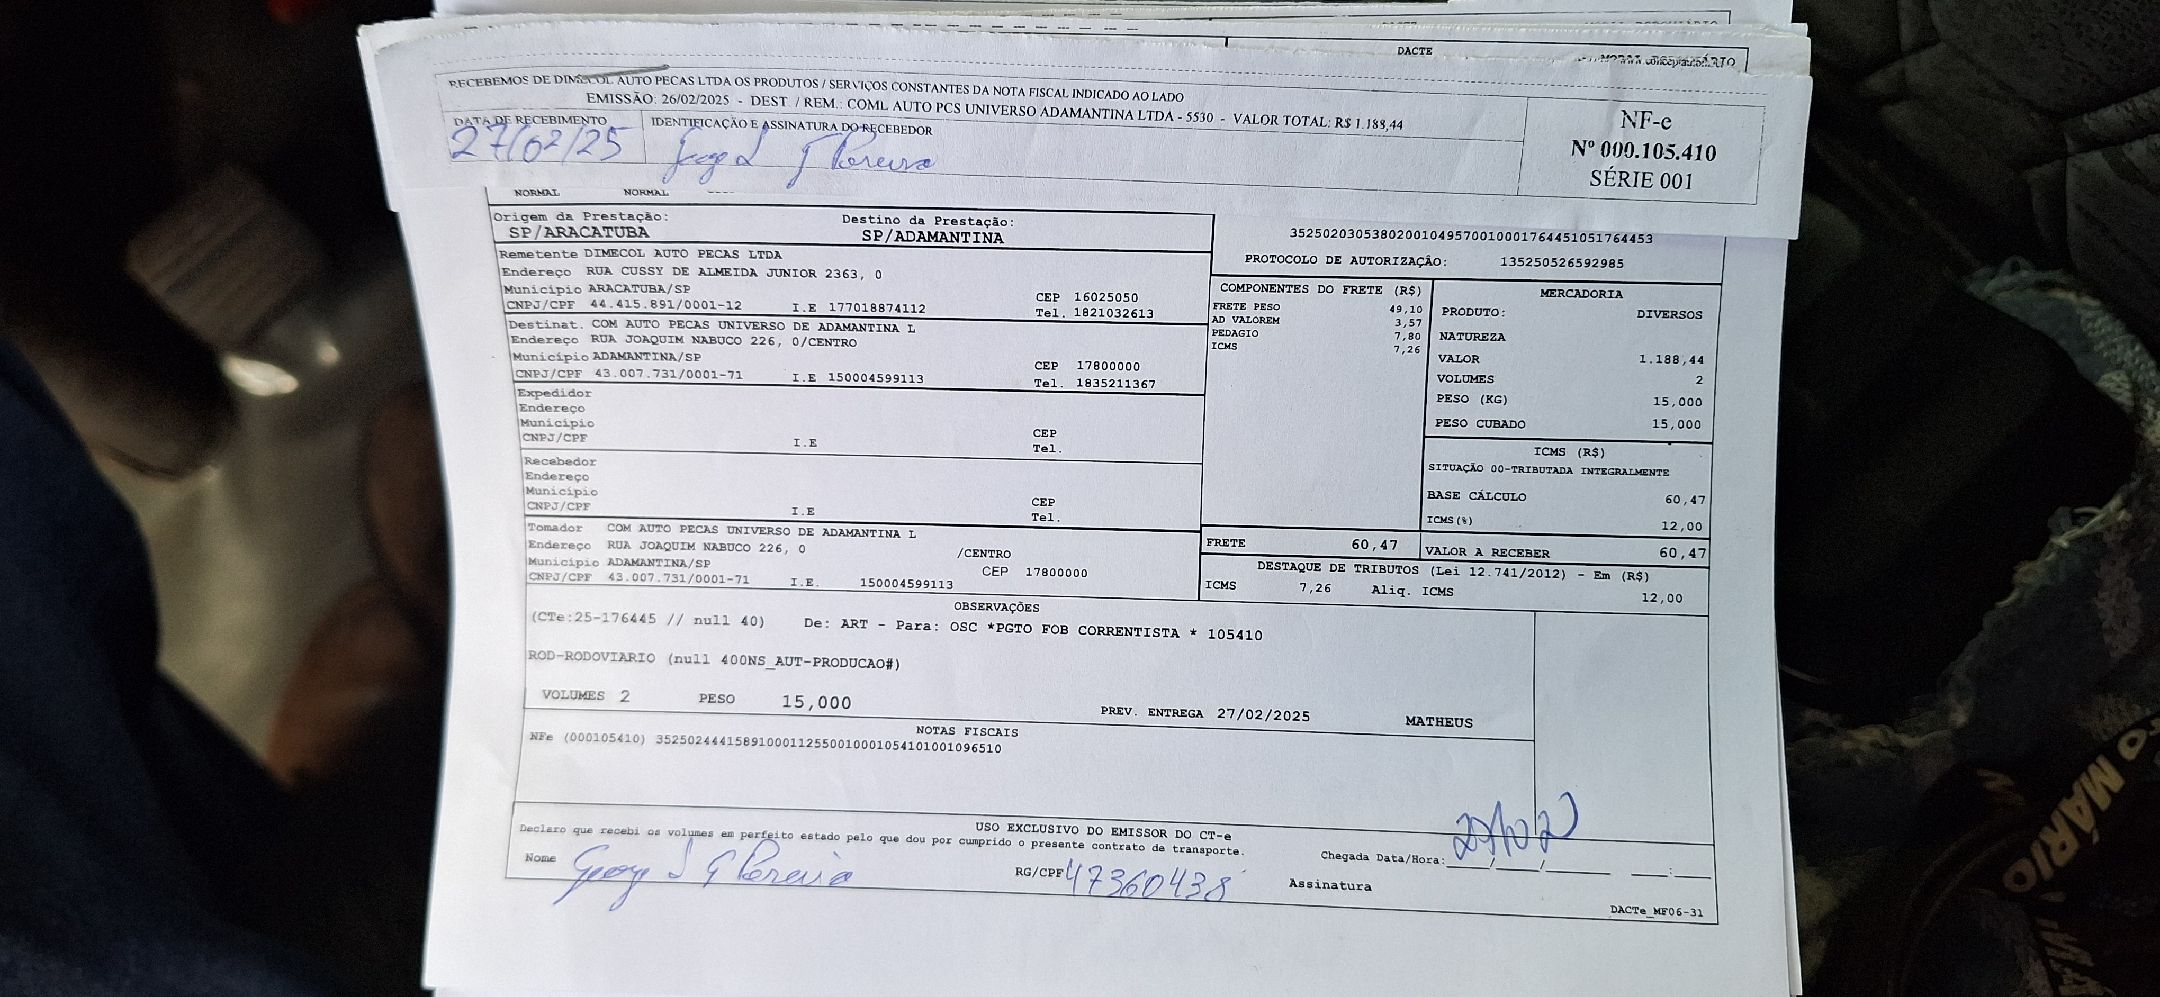 DACTE
RECEBEMOS DE DIMECOL AUTO PECAS LTDA OS PRODUTOS / SERVIÇOS CONSTANTES DA NOTA FISCAL INDICADO AO LADO
EMISSÃO: 26/02/2025 - DEST. / REM.: COML AUTO PCS UNIVERSO ADAMANTINA LTDA - 5530 - VALOR TOTAL: R$ 1.188,44
DATA DE RECEBIMENTO IDENTIFICAÇÃO E ASSINATURA DO RECEBEDOR
27/02/25 Pereira
NF-e
Nº 000.105.410
SÉRIE 001
NORMAL NORMAL
Origem da Prestação: Destino da Prestação:
SP/ARACATUBA SP/ADAMANTINA
35250203053802001049570010001764451051764453
PROTOCOLO DE AUTORIZAÇÃO: 135250526592985
Remetente DIMECOL AUTO PECAS LTDA
Endereço RUA CUSSY DE ALMEIDA JUNIOR 2363, 0
Município ARACATUBA/SP CEP 16025050
CNPJ/CPF 44.415.891/0001-12 I.E 177018874112 Tel. 1821032613
Destinat. COM AUTO PECAS UNIVERSO DE ADAMANTINA L
Endereço RUA JOAQUIM NABUCO 226, 0/CENTRO
Município ADAMANTINA/SP CEP 17800000
CNPJ/CPF 43.007.731/0001-71 I.E 150004599113 Tel. 1835211367
Expedidor
Endereço
Município CEP
CNPJ/CPF I.E Tel.
Recebedor
Endereço
Município CEP
CNPJ/CPF I.E Tel.
Tomador COM AUTO PECAS UNIVERSO DE ADAMANTINA L
Endereço RUA JOAQUIM NABUCO 226, 0 /CENTRO
Município ADAMANTINA/SP CEP 17800000
CNPJ/CPF 43.007.731/0001-71 I.E. 150004599113
COMPONENTES DO FRETE (R$)
FRETE PESO 49,10
AD VALOREM 3,57
PEDAGIO 7,80
ICMS 7,26
MERCADORIA
PRODUTO: DIVERSOS
NATUREZA
VALOR 1.188,44
VOLUMES 2
PESO (KG) 15,000
PESO CUBADO 15,000
ICMS (R$)
SITUAÇÃO 00-TRIBUTADA INTEGRALMENTE
BASE CÁLCULO 60,47
ICMS(%) 12,00
FRETE 60,47 VALOR A RECEBER 60,47
DESTAQUE DE TRIBUTOS (Lei 12.741/2012) - Em (R$)
ICMS 7,26 Aliq. ICMS 12,00
OBSERVAÇÕES
(CTe:25-176445 // null 40) De: ART - Para: OSC *PGTO FOB CORRENTISTA * 105410
ROD-RODOVIARIO (null 400NS_AUT-PRODUCAO#)
VOLUMES 2 PESO 15,000 PREV. ENTREGA 27/02/2025 MATHEUS
NOTAS FISCAIS
NFe (000105410) 35250244415891000112550010001054101001096510
USO EXCLUSIVO DO EMISSOR DO CT-e
Declaro que recebi os volumes em perfeito estado pelo que dou por cumprido o presente contrato de transporte.
Nome Pereira RG/CPF 47360438 Chegada Data/Hora: __/__/____ __:__
Assinatura
DACTe_MF06-31
MÁRIO